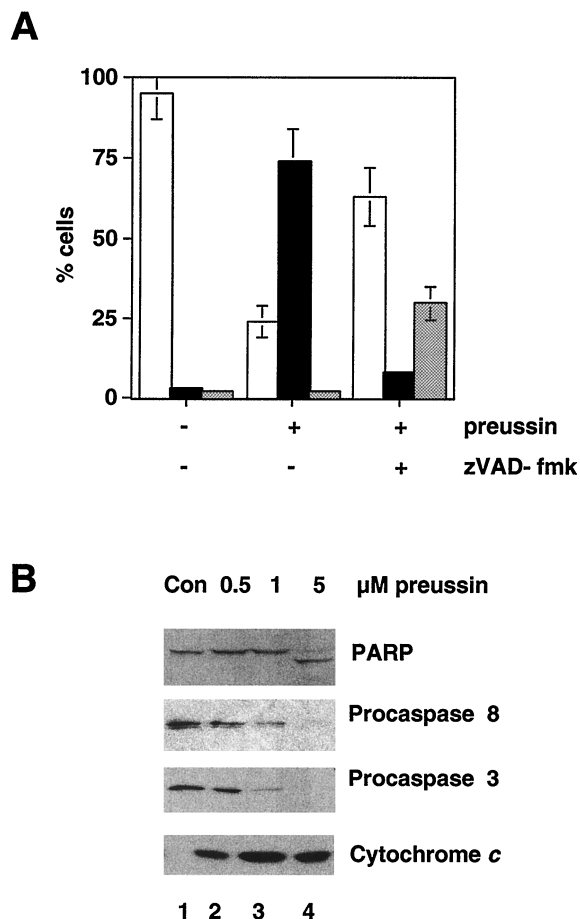 A
100
75
50
25
0
% cells
- + + preussin
- - + zVAD- fmk
B
Con 0.5 1 5 µM preussin
PARP
Procaspase 8
Procaspase 3
Cytochrome c
1 2 3 4